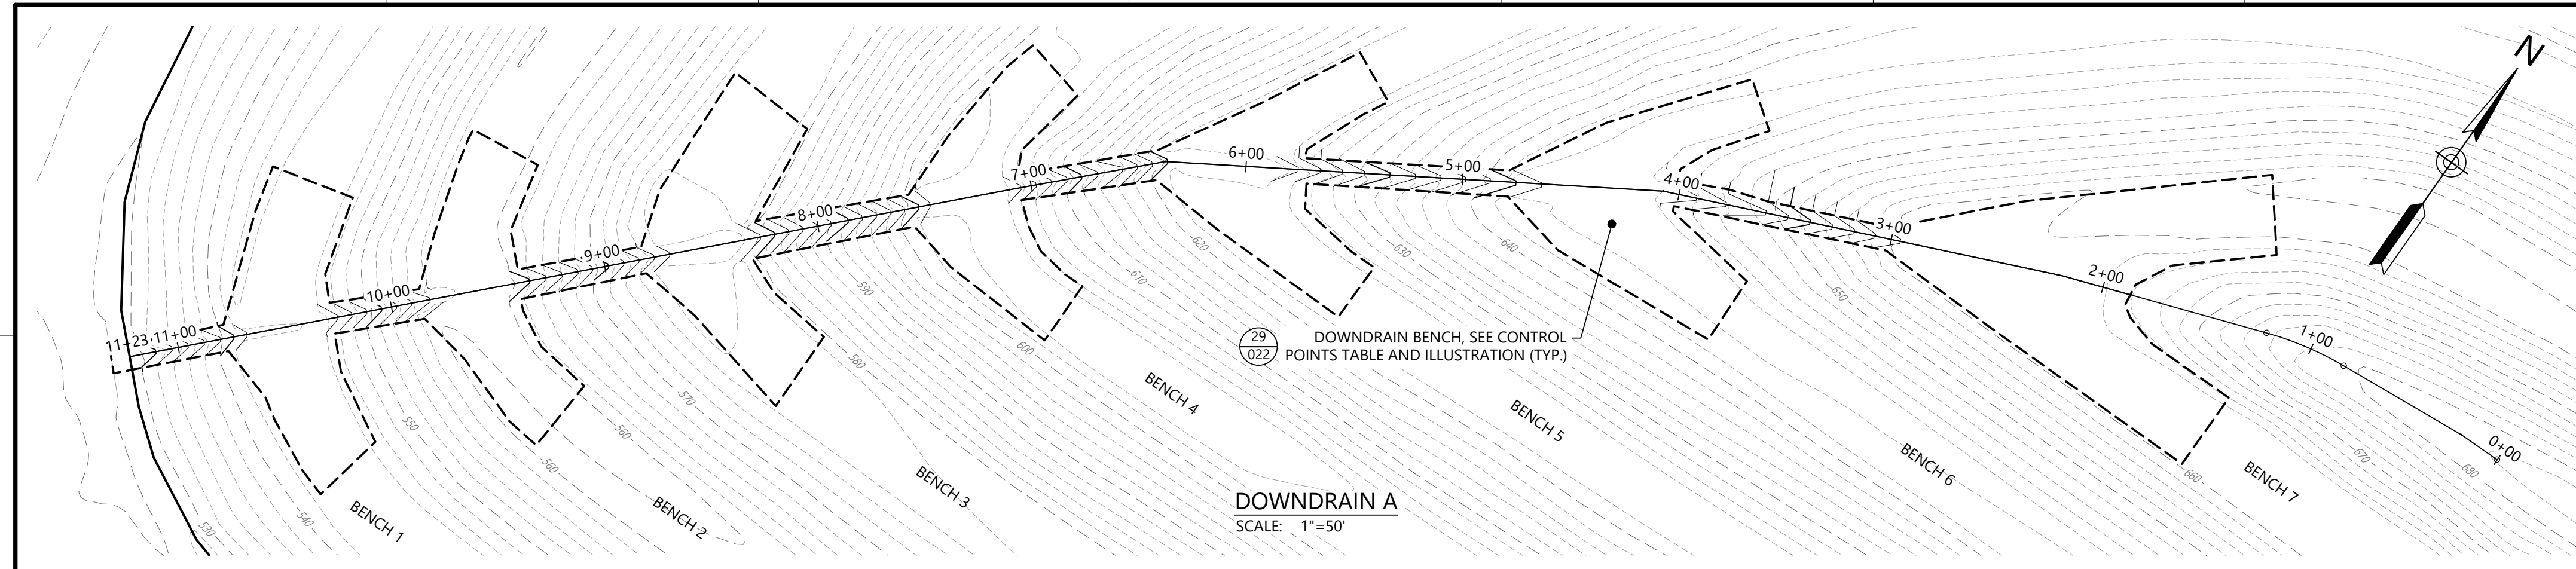 N
6+00
5+00
4+00
7+00
8+00
3+00
9+00
2+00
10+00
11+23
11+00
1+00
0+00
620
630
640
610
590
650
600
580
570
550
560
560
540
530
660
670
680
29
022
DOWNDRAIN BENCH, SEE CONTROL
POINTS TABLE AND ILLUSTRATION (TYP.)
BENCH 4
BENCH 5
BENCH 6
BENCH 7
BENCH 3
BENCH 2
BENCH 1
DOWNDRAIN A
SCALE: 1"=50'